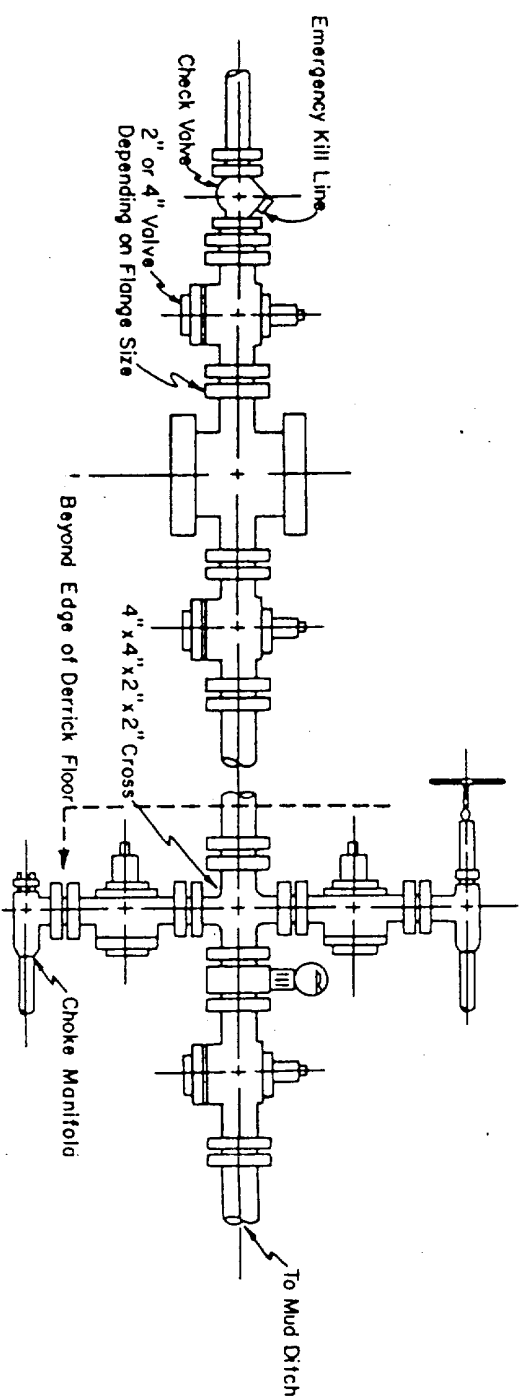 Emergency Kill Line
Check Valve
2" or 4" Valve
Depending on Flange Size
Beyond Edge of Derrick Floor
4"x4"x2"x2" Cross
Choke Manifold
To Mud Ditch